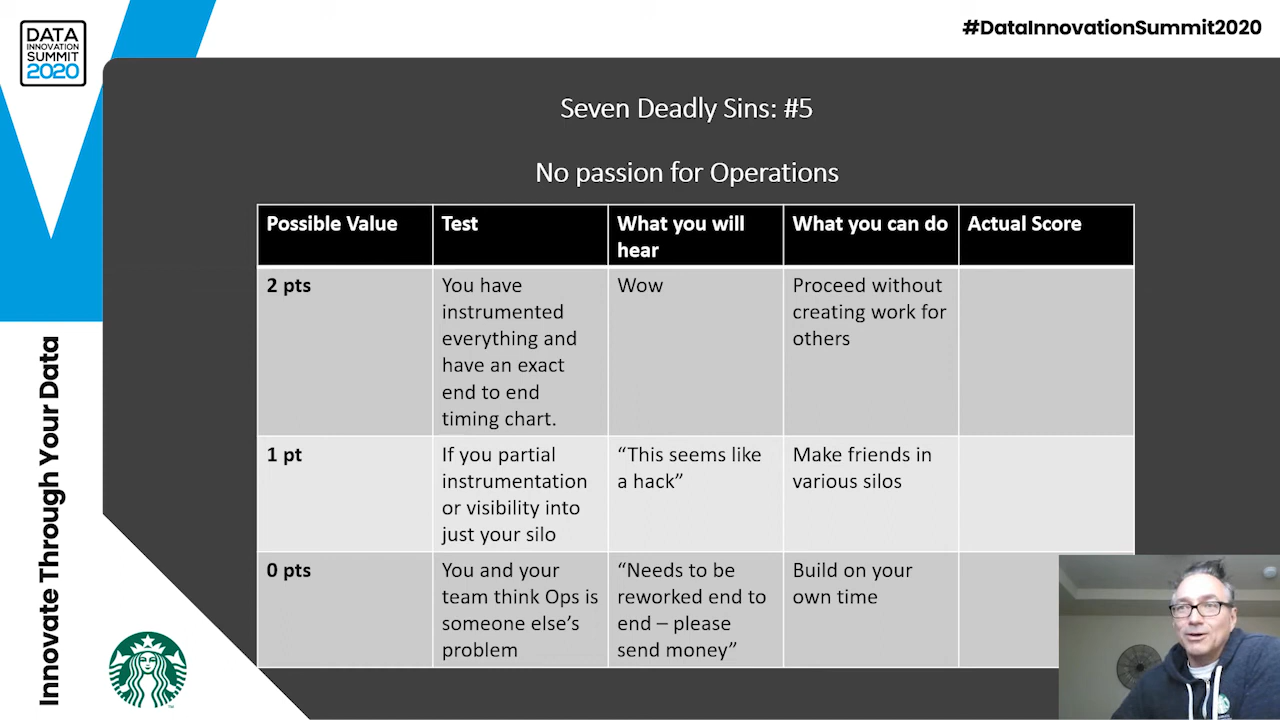 DATA
INNOVATION
SUMMIT
2020
#DataInnovationSummit2020
Innovate Through Your Data
Seven Deadly Sins: #5
No passion for Operations
Possible Value
Test
What you will
hear
What you can do
Actual Score
2 pts
You have
instrumented
everything and
have an exact
end to end
timing chart.
Wow
Proceed without
creating work for
others
1 pt
If you partial
instrumentation
or visibility into
just your silo
“This seems like
a hack”
Make friends in
various silos
0 pts
You and your
team think Ops is
someone else’s
problem
“Needs to be
reworked end to
end – please
send money”
Build on your
own time
TM